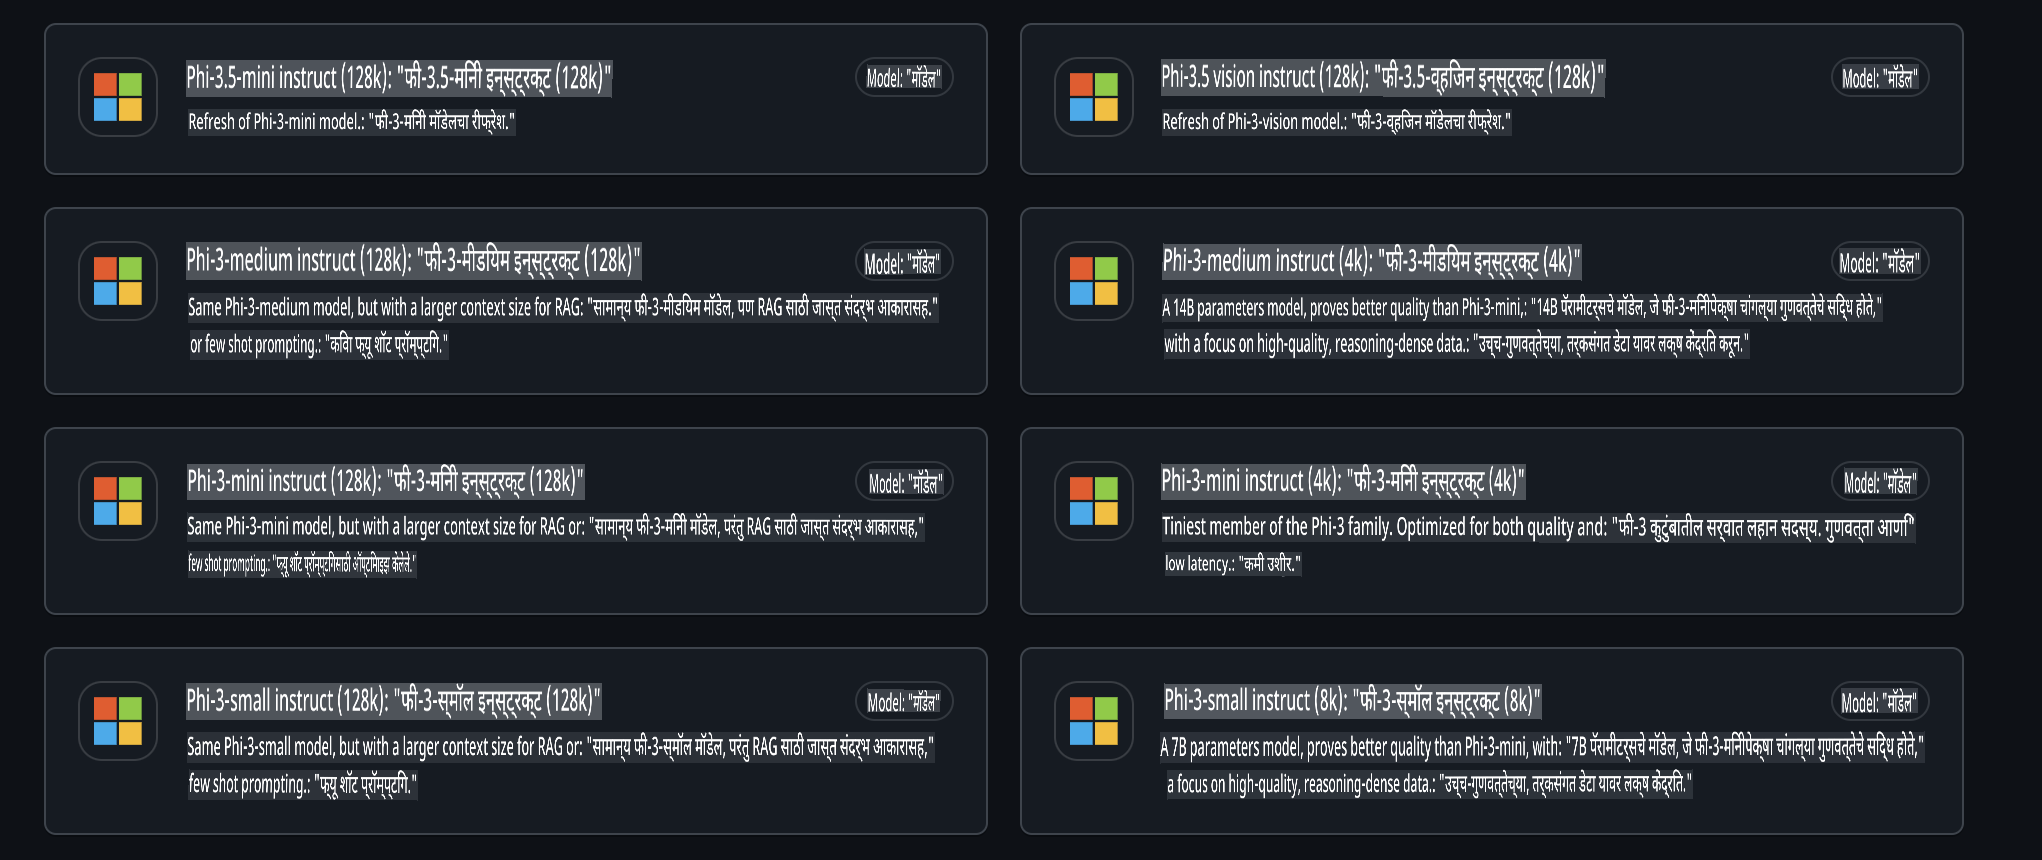 Phi-3.5-mini instruct (128k): "फी-3.5-मिनी इन्स्ट्रक्ट (128k)"
Model: "मॉडेल"
Refresh of Phi-3-mini model.: "फी-3-मिनी मॉडेलचा रीफ्रेश."
Phi-3.5 vision instruct (128k): "फी-3.5-व्हिजन इन्स्ट्रक्ट (128k)"
Model: "मॉडेल"
Refresh of Phi-3-vision model.: "फी-3-व्हिजन मॉडेलचा रीफ्रेश."
Phi-3-medium instruct (128k): "फी-3-मीडियम इन्स्ट्रक्ट (128k)"
Model: "मॉडेल"
Same Phi-3-medium model, but with a larger context size for RAG: "सामान्य फी-3-मीडियम मॉडेल, पण RAG साठी जास्त संदर्भ आकारासह."
or few shot prompting.: "किंवा फ्यू शॉट प्रॉम्प्टिंग."
Phi-3-medium instruct (4k): "फी-3-मीडियम इन्स्ट्रक्ट (4k)"
Model: "मॉडेल"
A 14B parameters model, proves better quality than Phi-3-mini,: "14B पॅरामीटर्सचे मॉडेल, जे फी-3-मिनीपेक्षा चांगल्या गुणवत्तेचे सिद्ध होते,"
with a focus on high-quality, reasoning-dense data.: "उच्च-गुणवत्तेच्या, तर्कसंगत डेटा यावर लक्ष केंद्रित करून."
Phi-3-mini instruct (128k): "फी-3-मिनी इन्स्ट्रक्ट (128k)"
Model: "मॉडेल"
Same Phi-3-mini model, but with a larger context size for RAG or: "सामान्य फी-3-मिनी मॉडेल, परंतु RAG साठी जास्त संदर्भ आकारासह,"
few shot prompting.: "फ्यू शॉट प्रॉम्प्टिंगसाठी ऑप्टिमाइझ केलेले."
Phi-3-mini instruct (4k): "फी-3-मिनी इन्स्ट्रक्ट (4k)"
Model: "मॉडेल"
Tiniest member of the Phi-3 family. Optimized for both quality and: "फी-3 कुटुंबातील सर्वात लहान सदस्य. गुणवत्ता आणि"
low latency.: "कमी उशीर."
Phi-3-small instruct (128k): "फी-3-स्मॉल इन्स्ट्रक्ट (128k)"
Model: "मॉडेल"
Same Phi-3-small model, but with a larger context size for RAG or: "सामान्य फी-3-स्मॉल मॉडेल, परंतु RAG साठी जास्त संदर्भ आकारासह,"
few shot prompting.: "फ्यू शॉट प्रॉम्प्टिंग."
Phi-3-small instruct (8k): "फी-3-स्मॉल इन्स्ट्रक्ट (8k)"
Model: "मॉडेल"
A 7B parameters model, proves better quality than Phi-3-mini, with: "7B पॅरामीटर्सचे मॉडेल, जे फी-3-मिनीपेक्षा चांगल्या गुणवत्तेचे सिद्ध होते,"
a focus on high-quality, reasoning-dense data.: "उच्च-गुणवत्तेच्या, तर्कसंगत डेटा यावर लक्ष केंद्रित."